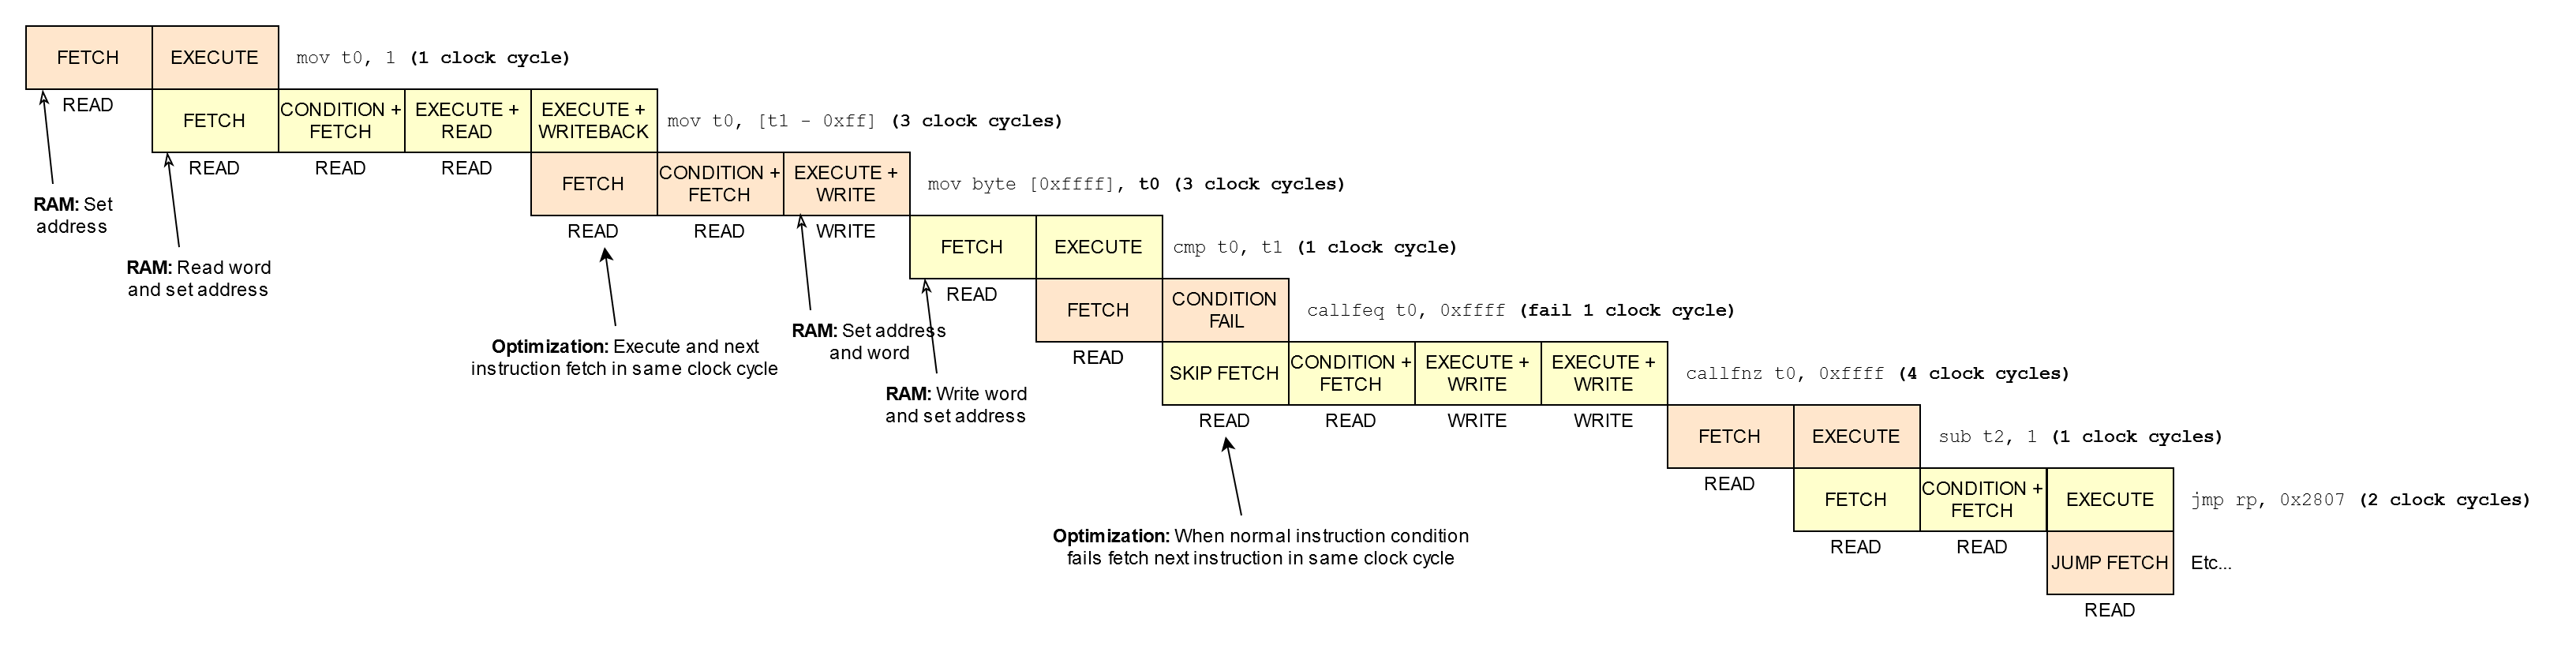 FETCH
EXECUTE
mov t0, 1 (1 clock cycle)
READ
FETCH
CONDITION +
FETCH
EXECUTE +
READ
EXECUTE +
WRITEBACK
mov t0, [t1 - 0xff] (3 clock cycles)
READ
READ
READ
RAM: Set
address
FETCH
CONDITION +
FETCH
EXECUTE +
WRITE
mov byte [0xffff], t0 (3 clock cycles)
READ
READ
WRITE
RAM: Read word
and set address
FETCH
EXECUTE
cmp t0, t1 (1 clock cycle)
READ
Optimization: Execute and next
instruction fetch in same clock cycle
RAM: Set address
and word
FETCH
CONDITION
FAIL
callfeq t0, 0xffff (fail 1 clock cycle)
READ
RAM: Write word
and set address
SKIP FETCH
CONDITION +
FETCH
EXECUTE +
WRITE
EXECUTE +
WRITE
callfnz t0, 0xffff (4 clock cycles)
READ
READ
WRITE
WRITE
FETCH
EXECUTE
sub t2, 1 (1 clock cycles)
READ
Optimization: When normal instruction condition
fails fetch next instruction in same clock cycle
FETCH
CONDITION +
FETCH
EXECUTE
jmp rp, 0x2807 (2 clock cycles)
READ
READ
JUMP FETCH
Etc...
READ